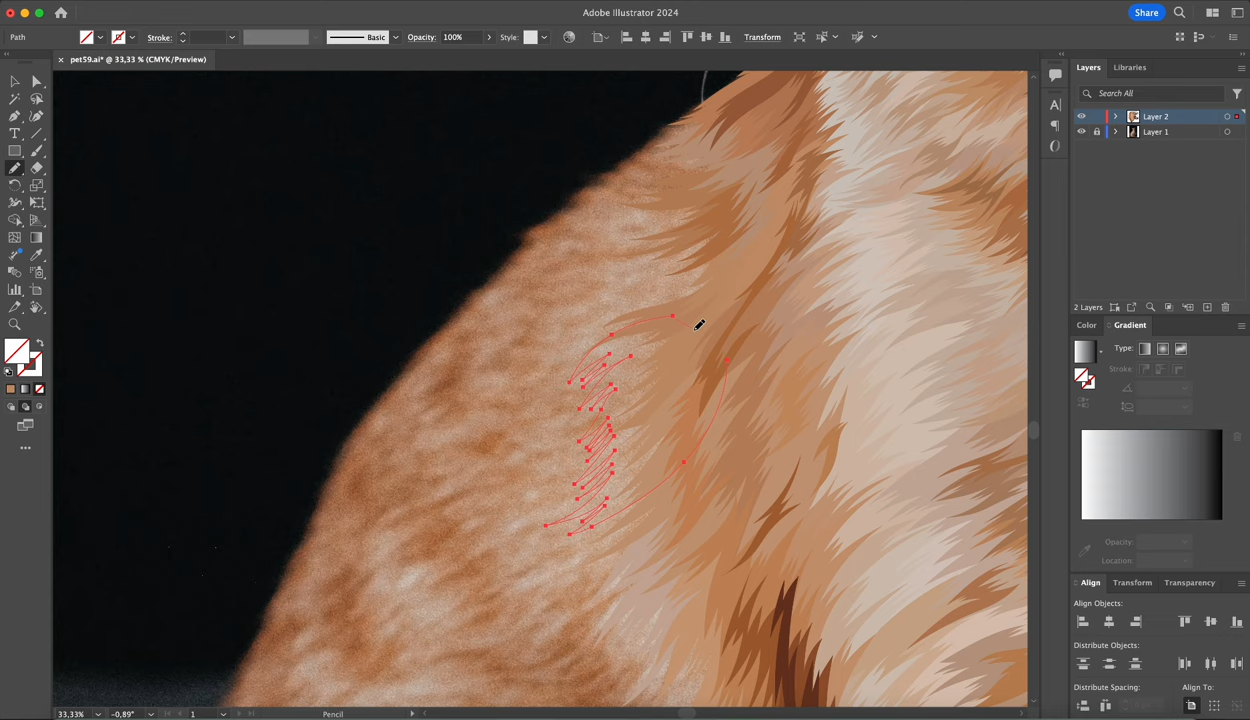 Adobe Illustrator 2024
Share
Path
Stroke:
Basic
Opacity:
100%
Style:
Transform
pet59.ai* @ 33,33 % (CMYK/Preview)
Layers
Libraries
Search All
Layer 2
Layer 1
2 Layers
Color
Gradient
Type:
Stroke:
Opacity:
Location:
Align
Transform
Transparency
Align Objects:
Distribute Objects:
Distribute Spacing:
Align To:
33,33%
-0,89°
1
Pencil